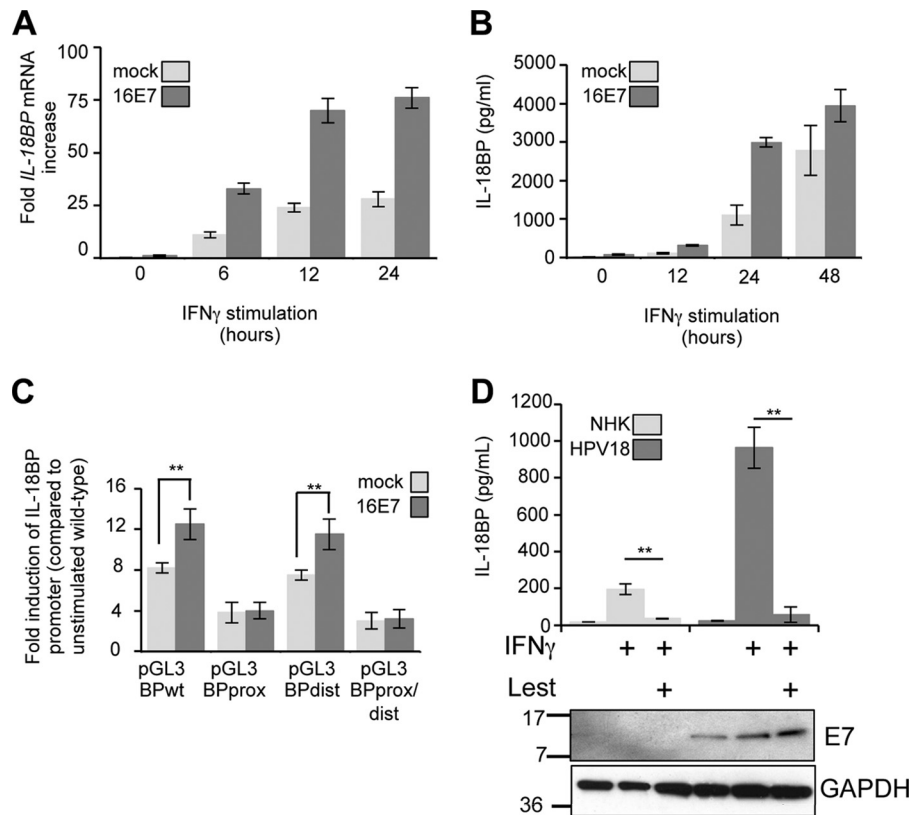 A
100
75
50
25
0
Fold IL-18BP mRNA
increase
mock
16E7
0 6 12 24
IFNγ stimulation
(hours)
B
5000
4000
3000
2000
1000
0
IL-18BP (pg/ml)
mock
16E7
0 12 24 48
IFNγ stimulation
(hours)
C
Fold induction of IL-18BP
promoter (compared to
unstimulated wild-type)
16
12
8
4
0
**
**
mock
16E7
pGL3 pGL3 pGL3 pGL3
BPwt BPprox BPdist BPprox/
dist
D
1200
1000
800
600
400
200
0
IL-18BP (pg/mL)
NHK
HPV18
**
**
IFNγ + + + +
Lest + +
17
7
E7
36
GAPDH